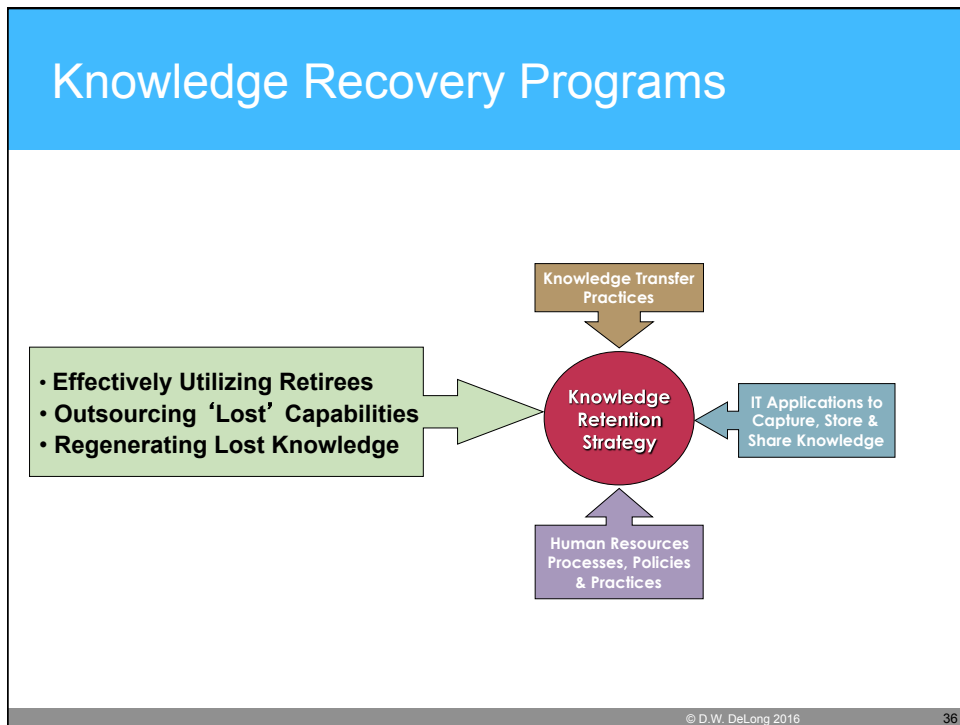 Knowledge Recovery Programs
Knowledge Transfer
Practices
• Effectively Utilizing Retirees
• Outsourcing ‘Lost’ Capabilities
• Regenerating Lost Knowledge
Knowledge
Retention
Strategy
IT Applications to
Capture, Store &
Share Knowledge
Human Resources
Processes, Policies
& Practices
© D.W. DeLong 2016
36